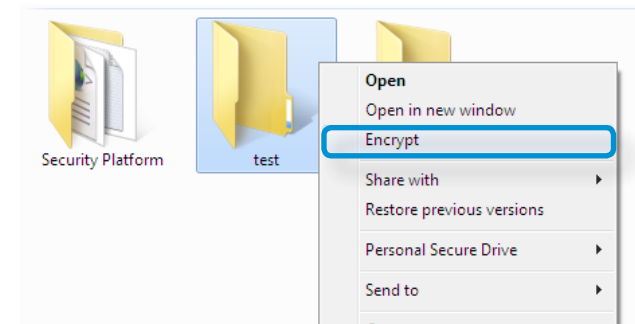 Security Platform
test
Open
Open in new window
Encrypt
Share with
Restore previous versions
Personal Secure Drive
Send to